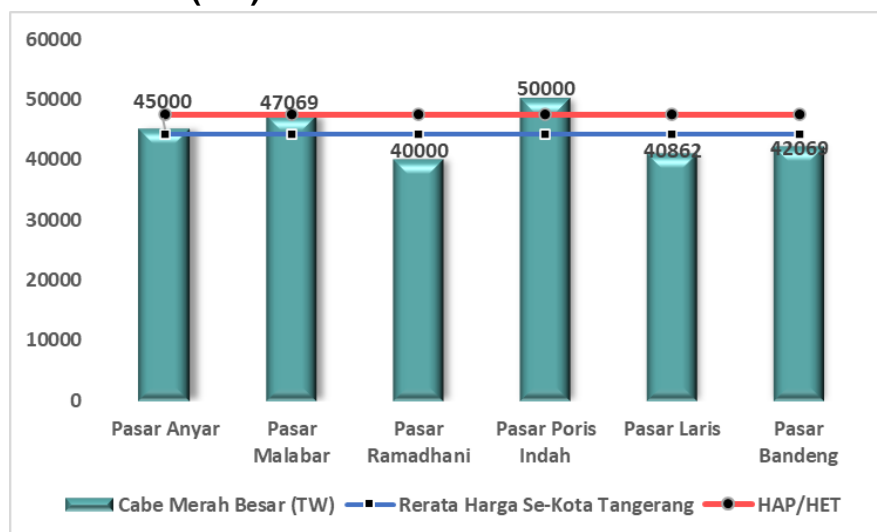 60000
50000
40000
30000
20000
10000
0
45000
47069
40000
50000
40862
42069
Pasar Anyar
Pasar
Malabar
Pasar
Ramadhani
Pasar Poris
Indah
Pasar Laris
Pasar
Bandeng
Cabe Merah Besar (TW)
Rerata Harga Se-Kota Tangerang
HAP/HET